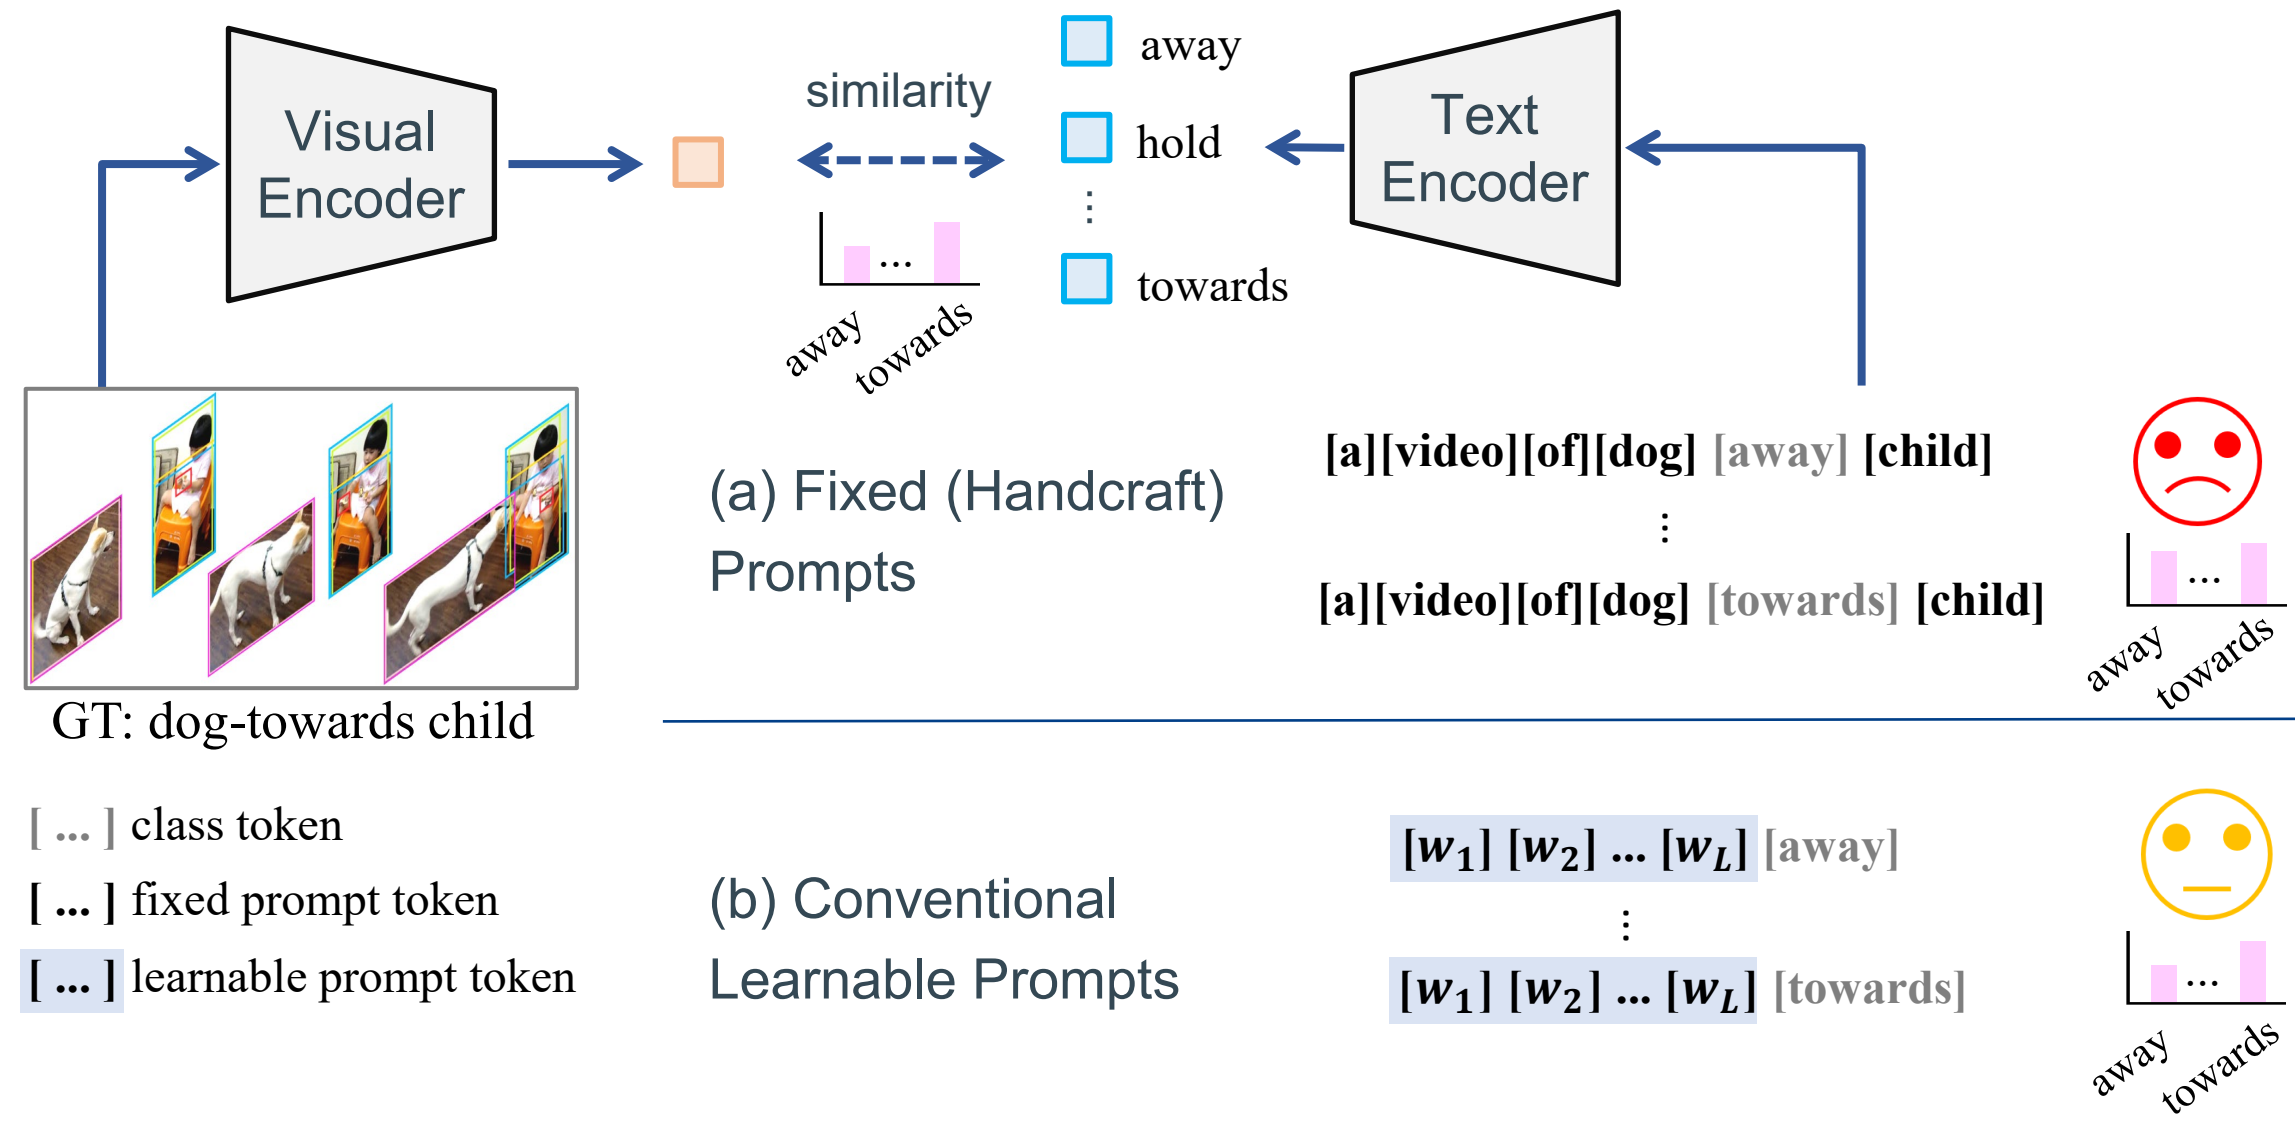 Visual
Encoder
similarity
away
hold
⋮
towards
Text
Encoder
...
away
towards
GT: dog-towards child
(a) Fixed (Handcraft)
Prompts
[a][video][of][dog] [away] [child]
⋮
[a][video][of][dog] [towards] [child]
...
away
towards
[ ... ] class token
[ ... ] fixed prompt token
[ ... ] learnable prompt token
(b) Conventional
Learnable Prompts
[w₁] [w₂] ... [w_L] [away]
⋮
[w₁] [w₂] ... [w_L] [towards]
...
away
towards